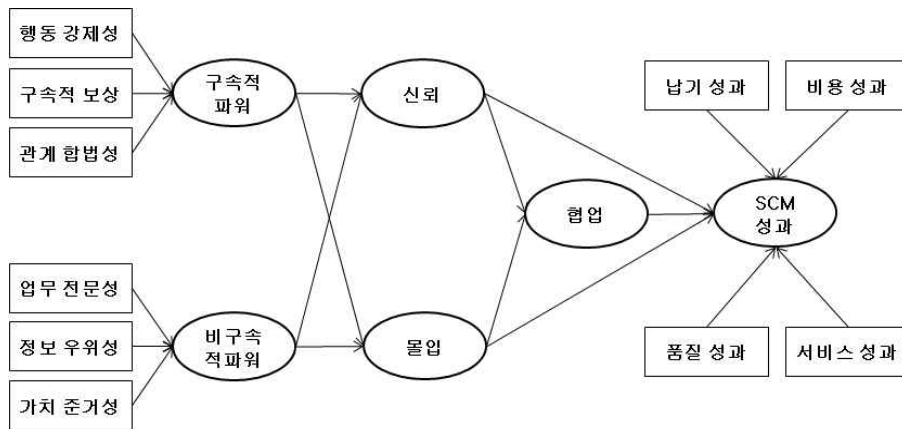 행동 강제성
구속적 보상
관계 합법성
구속적
파워
신뢰
납기 성과
비용 성과
협업
SCM
성과
업무 전문성
정보 우위성
가치 준거성
비구속
적파워
몰입
품질 성과
서비스 성과